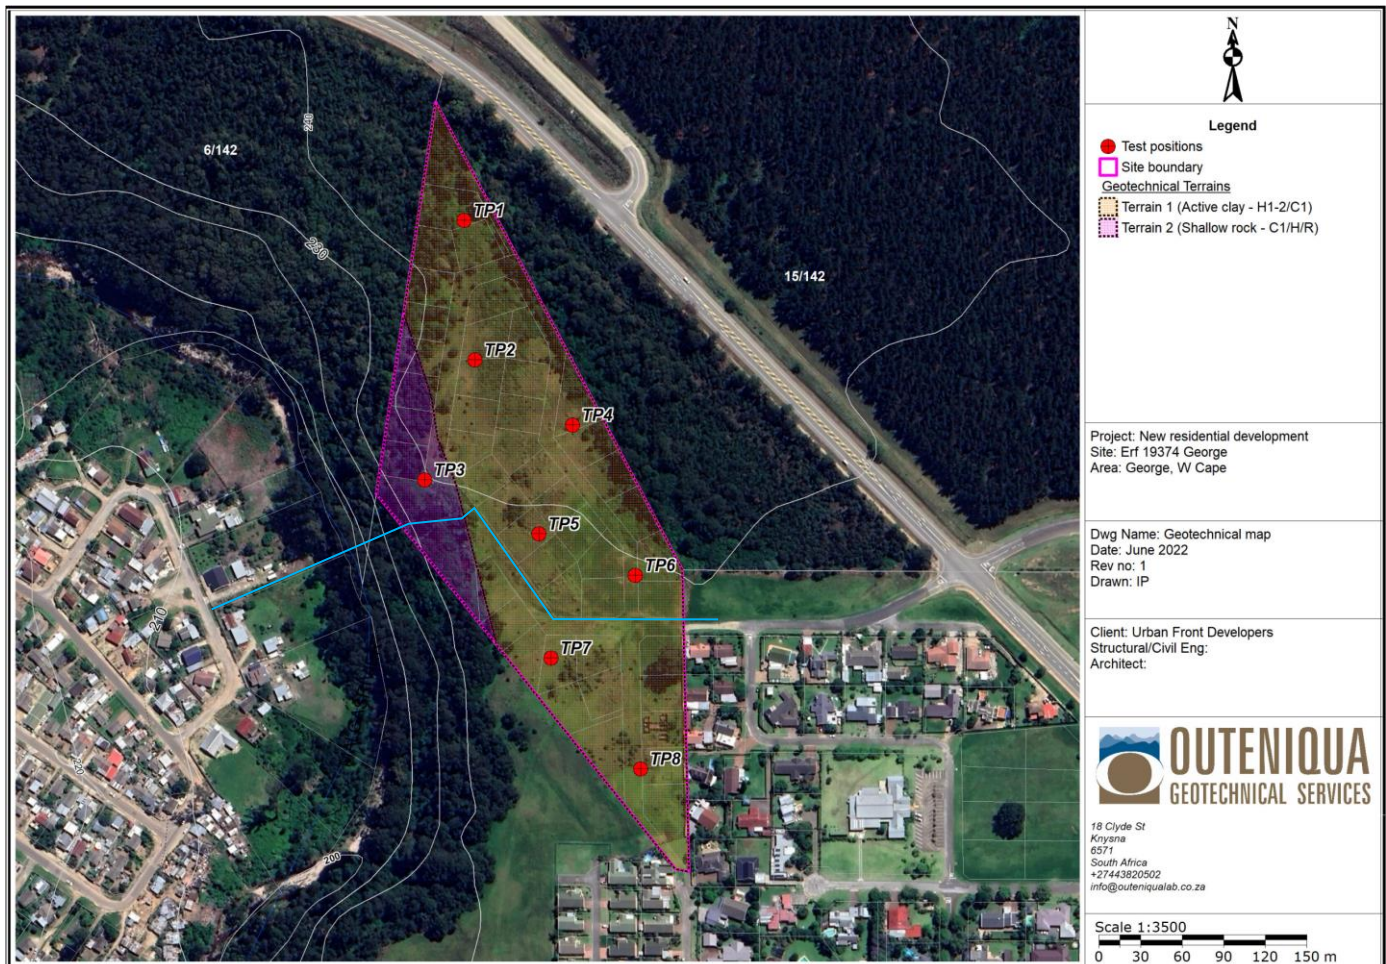 240
6/142
230
TP1
15/142
TP2
TP4
TP3
TP5
TP6
210
TP7
TP8
220
200
N
Legend
Test positions
Site boundary
Geotechnical Terrains
Terrain 1 (Active clay - H1-2/C1)
Terrain 2 (Shallow rock - C1/H/R)
Project: New residential development
Site: Erf 19374 George
Area: George, W Cape
Dwg Name: Geotechnical map
Date: June 2022
Rev no: 1
Drawn: IP
Client: Urban Front Developers
Structural/Civil Eng:
Architect:
OUTENIQUA
GEOTECHNICAL SERVICES
18 Clyde St
Knysna
6571
South Africa
+27443820502
info@outeniqualab.co.za
Scale 1:3500
0 30 60 90 120 150 m